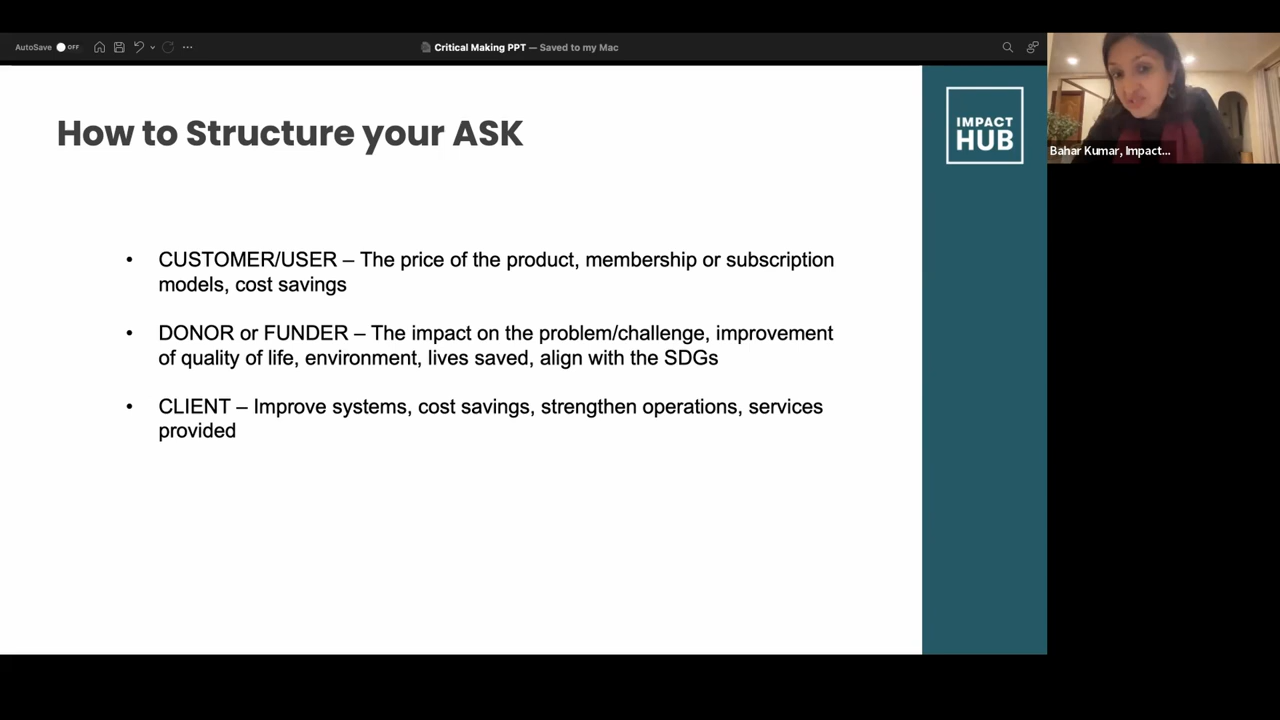 AutoSave OFF
Critical Making PPT — Saved to my Mac
How to Structure your ASK
IMPACT
HUB
Bahar Kumar, Impact...
• CUSTOMER/USER – The price of the product, membership or subscription
models, cost savings
• DONOR or FUNDER – The impact on the problem/challenge, improvement
of quality of life, environment, lives saved, align with the SDGs
• CLIENT – Improve systems, cost savings, strengthen operations, services
provided